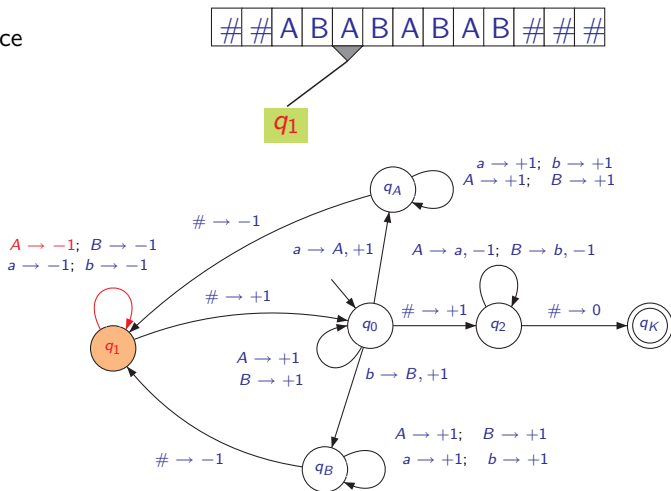 ce
# # A B A B A B A B # # #
q1
qA
a → +1; b → +1
A → +1; B → +1
# → −1
A → −1; B → −1
a → −1; b → −1
a → A, +1
A → a, −1; B → b, −1
# → +1
# → +1
# → 0
q1
q0
q2
qK
A → +1
B → +1
b → B, +1
A → +1; B → +1
a → +1; b → +1
# → −1
qB